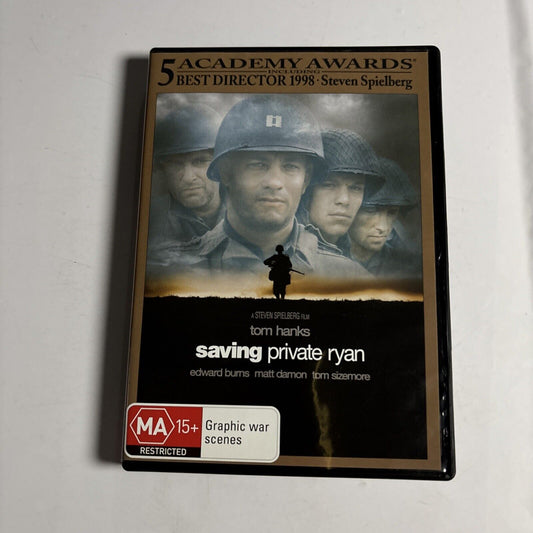 5 ACADEMY AWARDS®
INCLUDING
BEST DIRECTOR 1998 · Steven Spielberg
A STEVEN SPIELBERG FILM
tom hanks
saving private ryan
edward burns matt damon tom sizemore
MA 15+
RESTRICTED
Graphic war
scenes